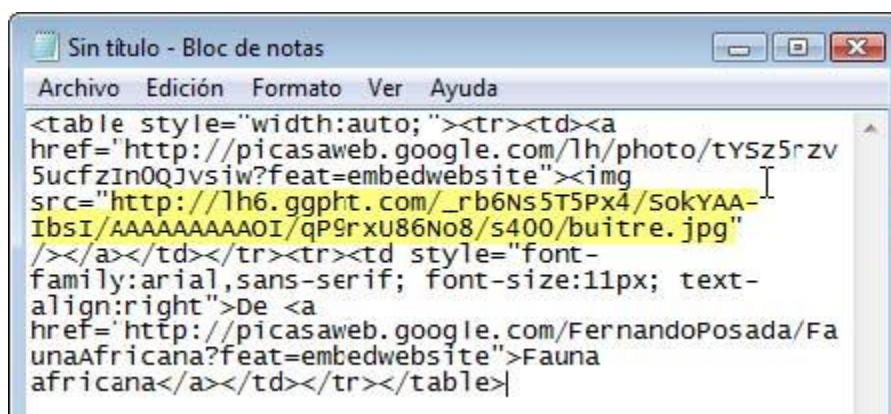 Sin título - Bloc de notas
Archivo Edición Formato Ver Ayuda
<table style="width:auto;"><tr><td><a
href="http://picasaweb.google.com/lh/photo/tYSz5rzv
5ucfzInOQJvsiw?feat=embedwebsite"><img
src="http://lh6.ggpht.com/_rb6Ns5T5Px4/SokYAA-
IbsI/AAAAAAAAAOI/qP9rxU86No8/s400/buitre.jpg"
/></a></td></tr><tr><td style="font-
family:arial,sans-serif; font-size:11px; text-
align:right">De <a
href="http://picasaweb.google.com/FernandoPosada/Fa
unaAfricana?feat=embedwebsite">Fauna
africana</a></td></tr></table>